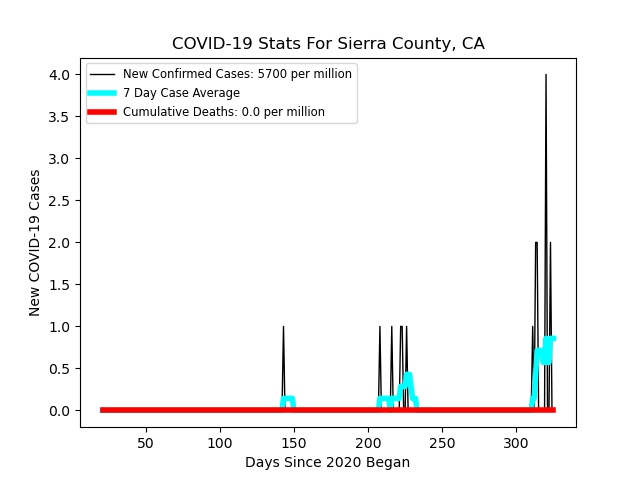 COVID-19 Stats For Sierra County, CA
New Confirmed Cases: 5700 per million
7 Day Case Average
Cumulative Deaths: 0.0 per million
New COVID-19 Cases
4.0
3.5
3.0
2.5
2.0
1.5
1.0
0.5
0.0
50 100 150 200 250 300
Days Since 2020 Began